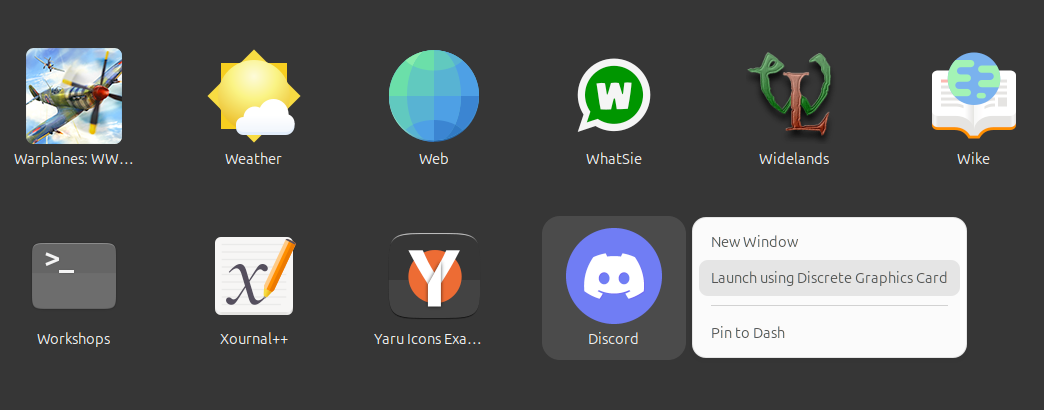 Warplanes: WW...
Weather
Web
WhatSie
Widelands
Wike
Workshops
Xournal++
Yaru Icons Exa...
Discord
New Window
Launch using Discrete Graphics Card
Pin to Dash